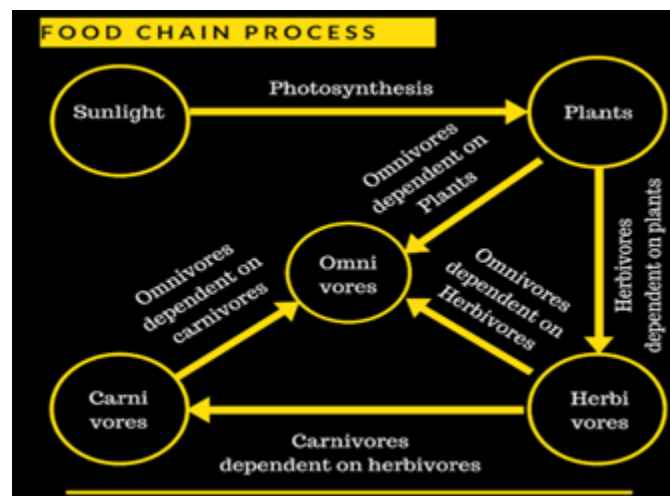 FOOD CHAIN PROCESS
Sunlight
Photosynthesis
Plants
Omnivores
dependent on
Plants
Herbivores
dependent on plants
Omni
vores
Omnivores
dependent on
carnivores
Omnivores
dependent on
Herbivores
Carni
vores
Herbi
vores
Carnivores
dependent on herbivores